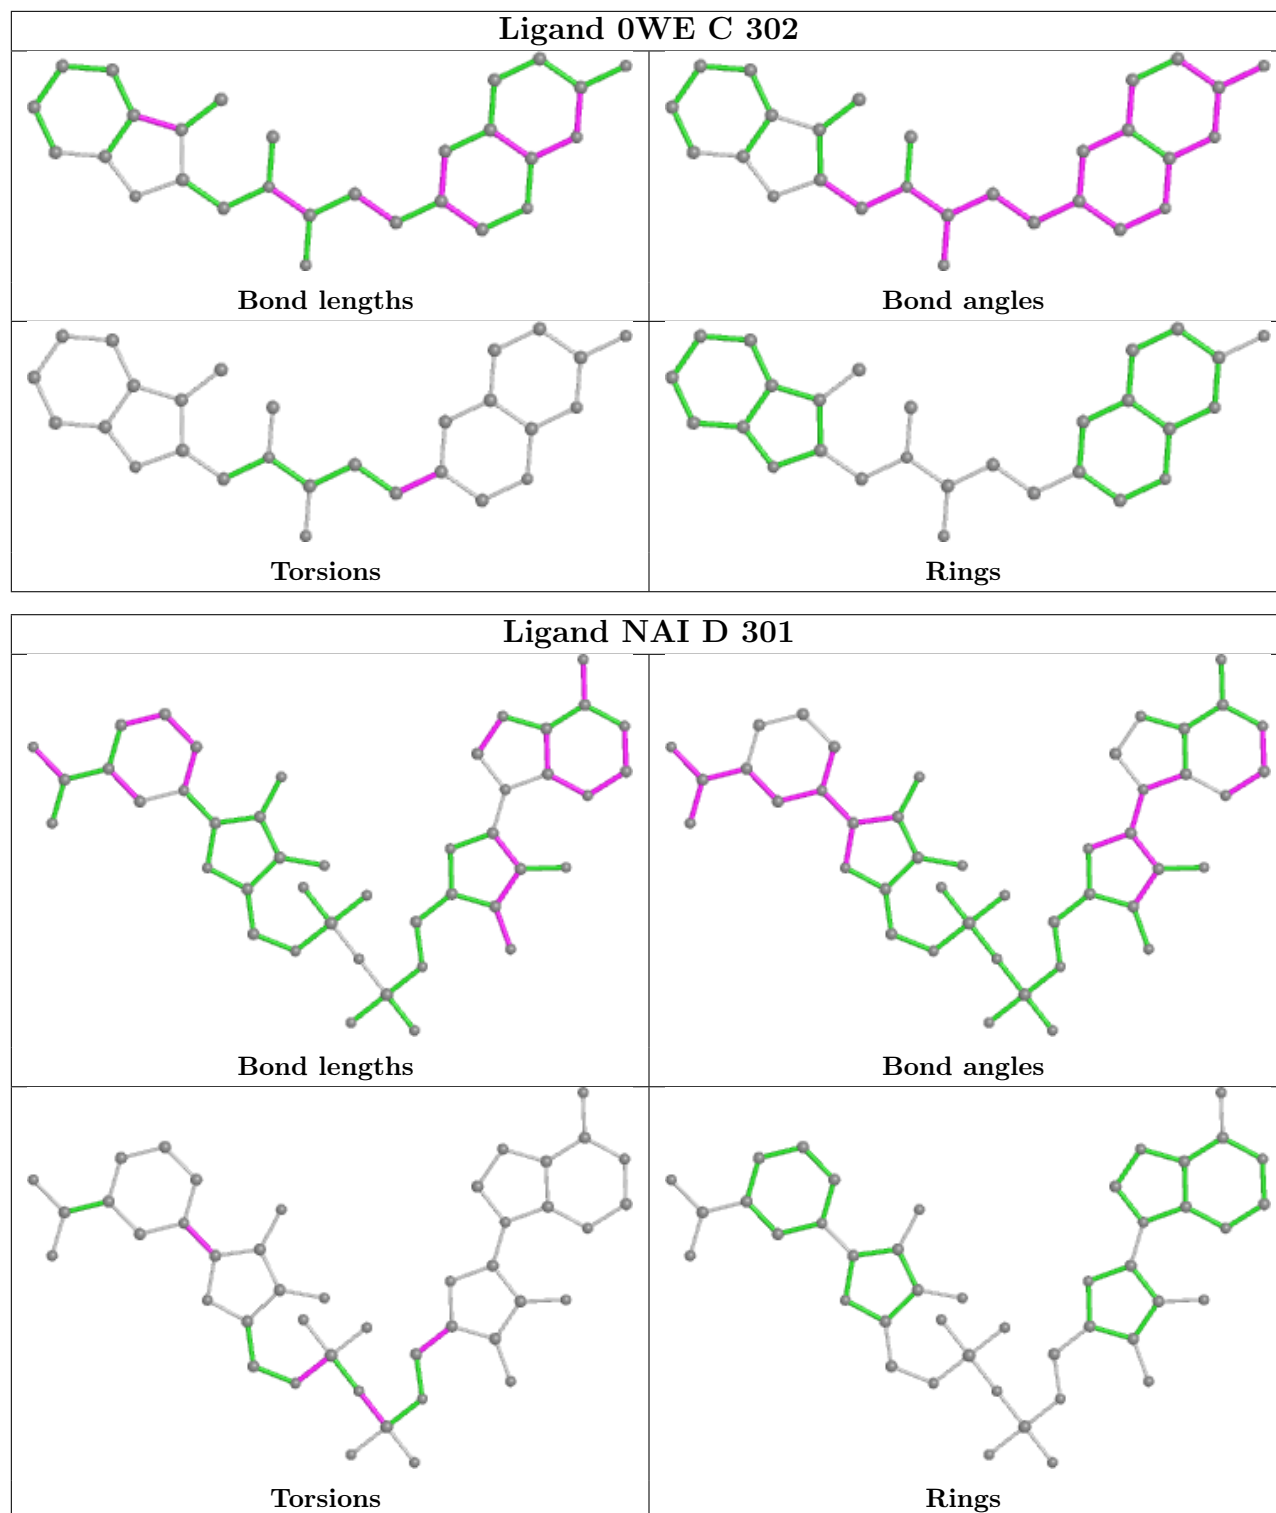 Ligand 0WE C 302
Bond lengths
Bond angles
Torsions
Rings
Ligand NAI D 301
Bond lengths
Bond angles
Torsions
Rings